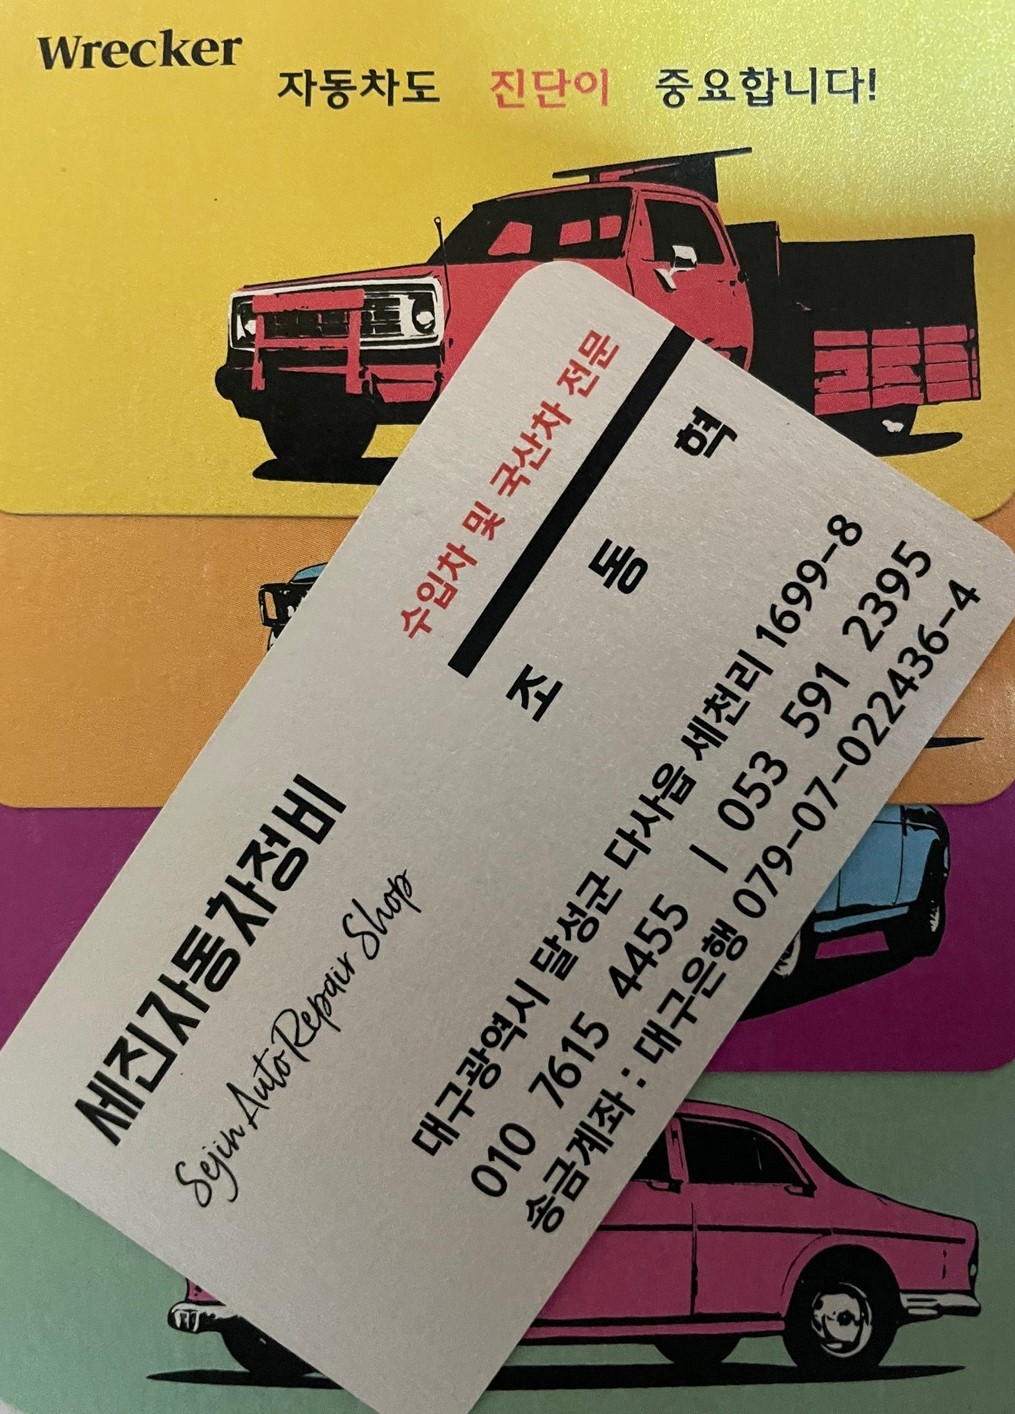 Wrecker
자동차도 진단이 중요합니다!
수입차 및 국산차 전문
조 동 혁
세진자동차정비
Sejin Auto Repair Shop
대구광역시 달성군 다사읍 세천리 1699-8
010 7615 4455 | 053 591 2395
송금계좌 : 대구은행 079-07-022436-4